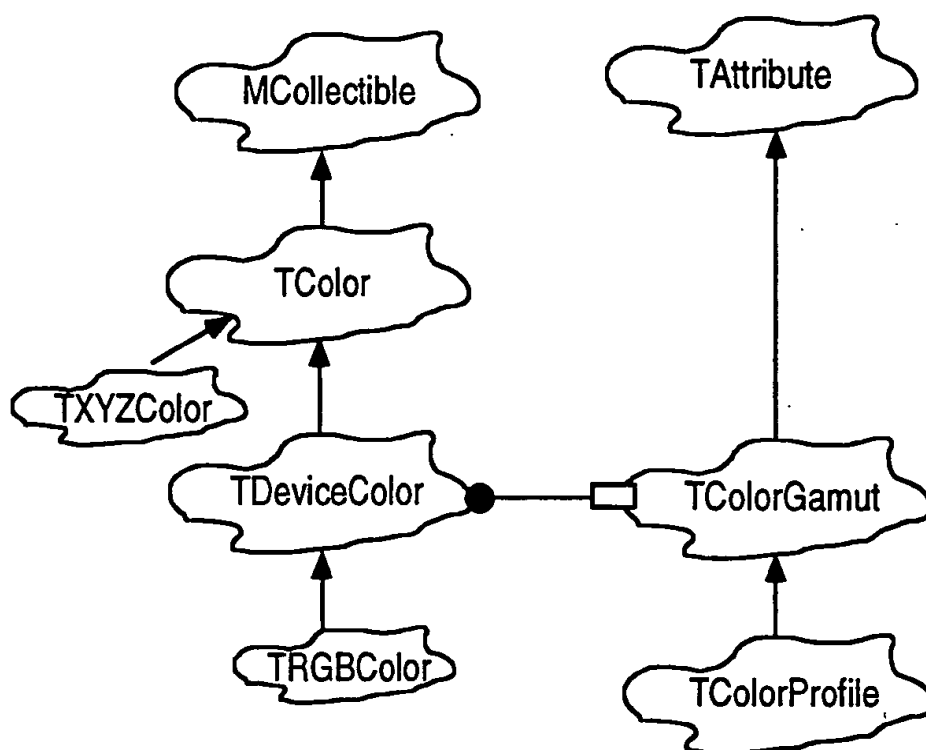 MCollectible
TAttribute
TColor
TXYZColor
TDeviceColor
TColorGamut
TRGBColor
TColorProfile